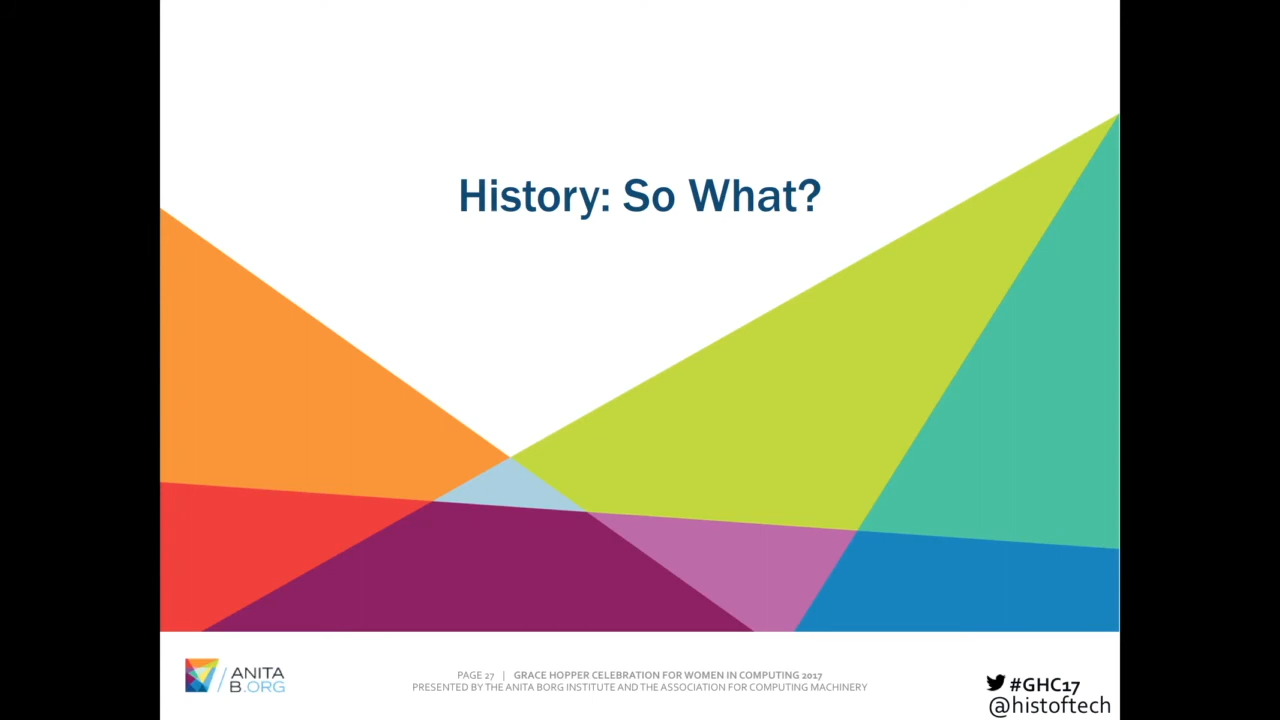 History: So What?
ANITA
B.ORG
PAGE 27 | GRACE HOPPER CELEBRATION FOR WOMEN IN COMPUTING 2017
PRESENTED BY THE ANITA BORG INSTITUTE AND THE ASSOCIATION FOR COMPUTING MACHINERY
#GHC17
@histoftech